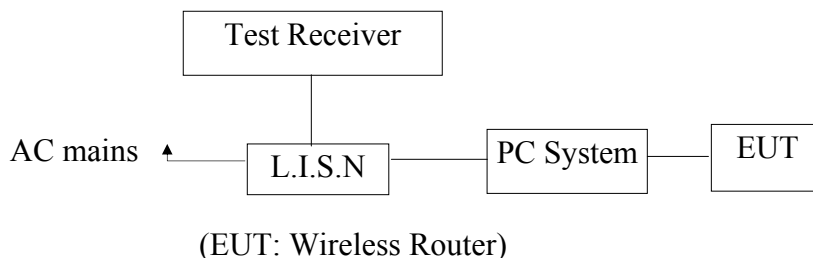 Test Receiver
AC mains
L.I.S.N
PC System
EUT
(EUT: Wireless Router)